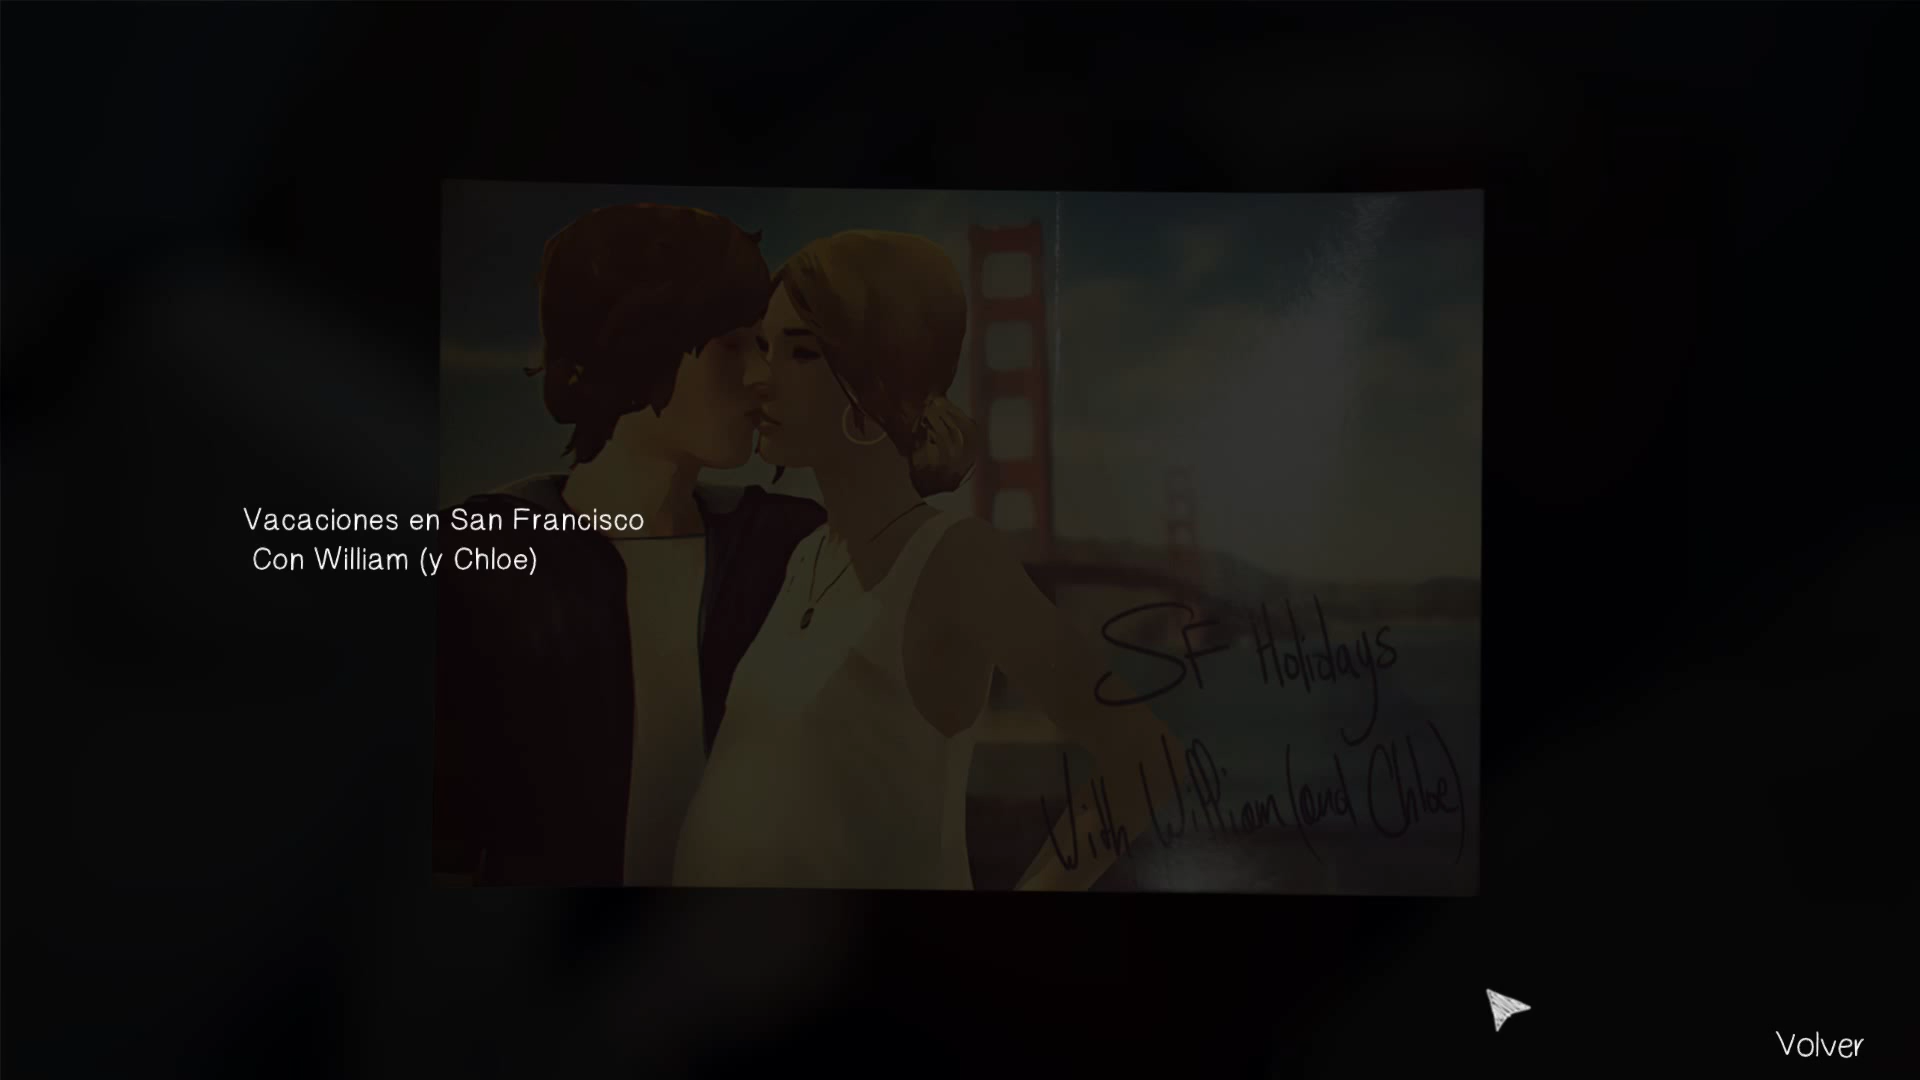 Vacaciones en San Francisco
Con William (y Chloe)
SF Holidays
With William (and Chloe)
Volver